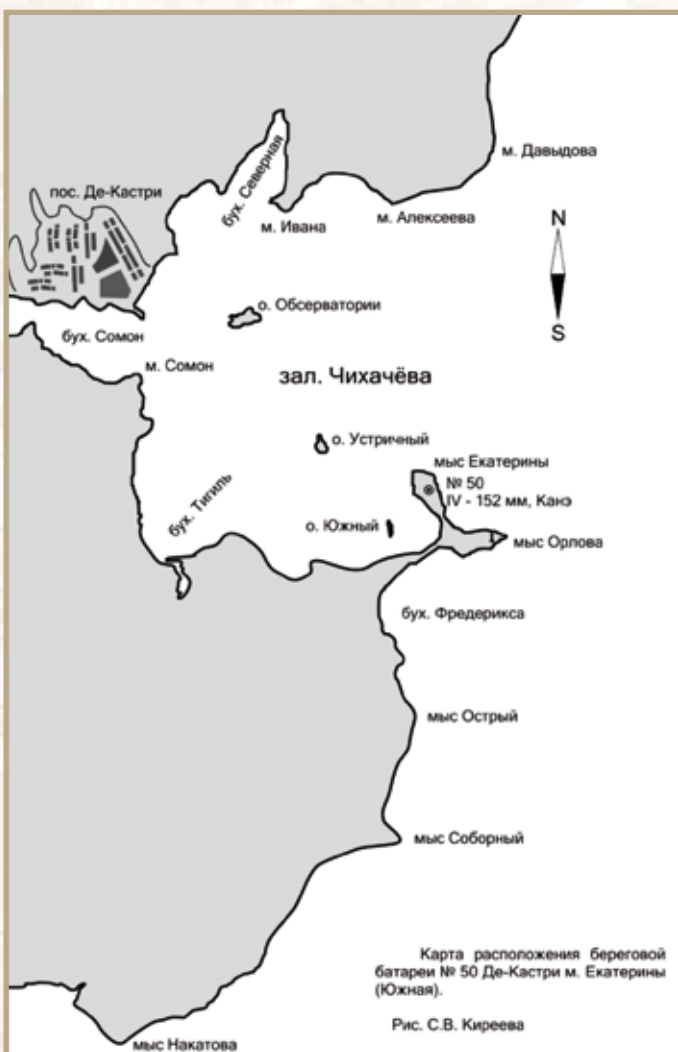 м. Давыдова
бух. Северная
пос. Де-Кастри
м. Алексеева
м. Ивана
N
о. Обсерватории
S
бух. Сомон
м. Сомон
зал. Чихачёва
о. Устричный
мыс Екатерины
№ 50
IV - 152 мм, Канэ
бух. Тигиль
о. Южный
мыс Орлова
бух. Фредерикса
мыс Острый
мыс Соборный
Карта расположения береговой
батареи № 50 Де-Кастри м. Екатерины
(Южная).
Рис. С.В. Киреева
мыс Накатова